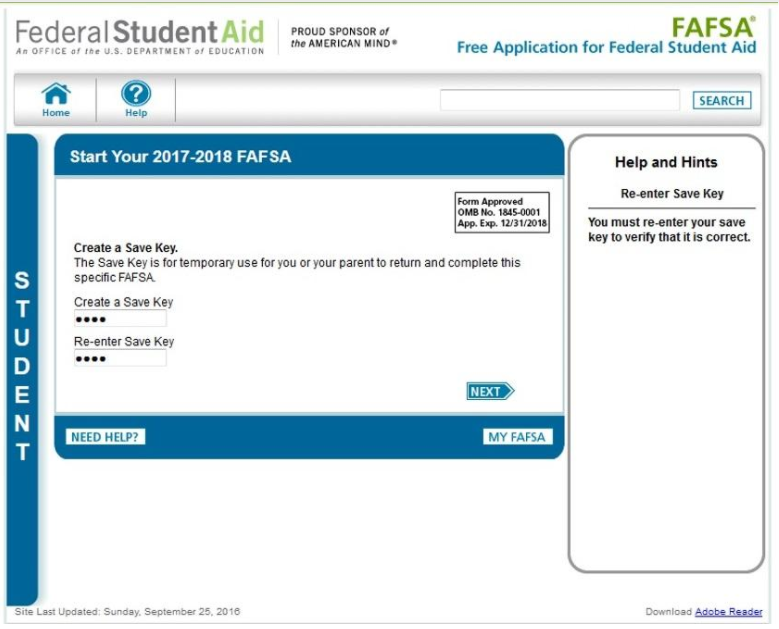 Federal Student Aid
An OFFICE of the U.S. DEPARTMENT of EDUCATION
PROUD SPONSOR of
the AMERICAN MIND®
FAFSA®
Free Application for Federal Student Aid
Home
Help
SEARCH
STUDENT
Start Your 2017-2018 FAFSA
Form Approved
OMB No. 1845-0001
App. Exp. 12/31/2018
Create a Save Key.
The Save Key is for temporary use for you or your parent to return and complete this
specific FAFSA.
Create a Save Key
••••
Re-enter Save Key
••••
NEXT
NEED HELP?
MY FAFSA
Help and Hints
Re-enter Save Key
You must re-enter your save
key to verify that it is correct.
Site Last Updated: Sunday, September 25, 2016
Download Adobe Reader